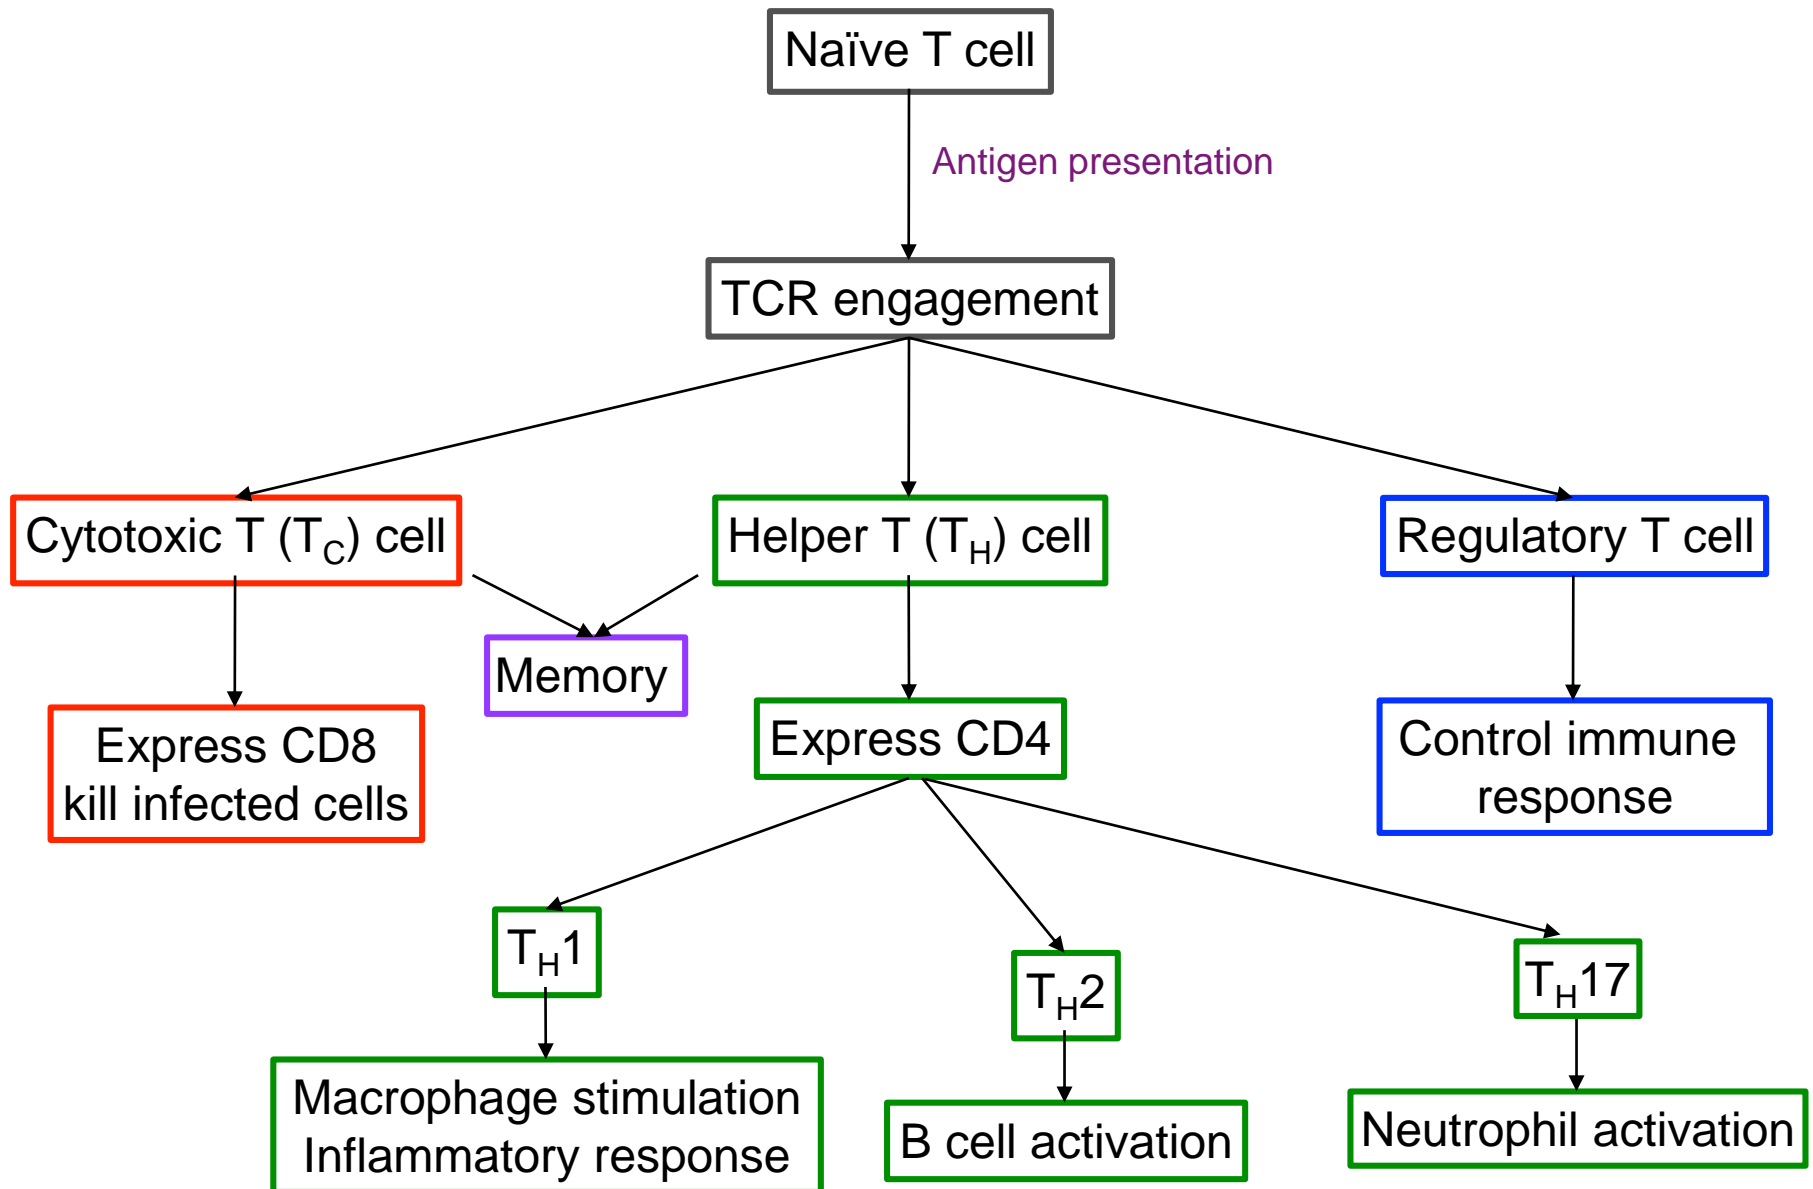 Naïve T cell
Antigen presentation
TCR engagement
Cytotoxic T (TC) cell
Helper T (TH) cell
Regulatory T cell
Memory
Express CD8
kill infected cells
Express CD4
Control immune
response
TH1
TH2
TH17
Macrophage stimulation
Inflammatory response
B cell activation
Neutrophil activation